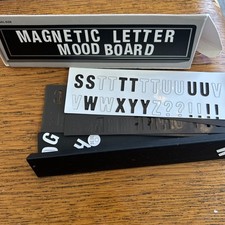 MAGNETIC LETTER
MOOD BOARD
SSTTTTTUUUUV
VWWXYYZ??!!!!